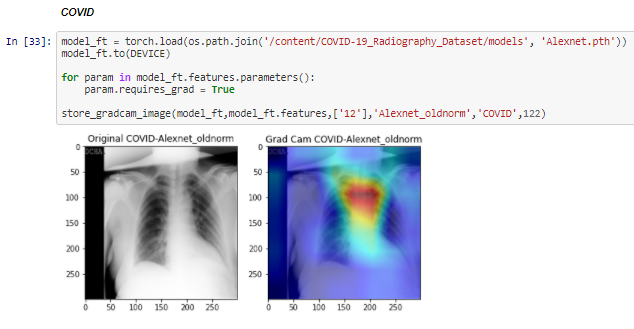 COVID
In [33]: model_ft = torch.load(os.path.join('/content/COVID-19_Radiography_Dataset/models', 'Alexnet.pth'))
model_ft.to(DEVICE)
for param in model_ft.features.parameters():
param.requires_grad = True
store_gradcam_image(model_ft,model_ft.features,['12'],'Alexnet_oldnorm','COVID',122)
Original COVID-Alexnet_oldnorm
Grad Cam COVID-Alexnet_oldnorm
0
50
100
150
200
250
0 50 100 150 200 250
0
50
100
150
200
250
0 50 100 150 200 250